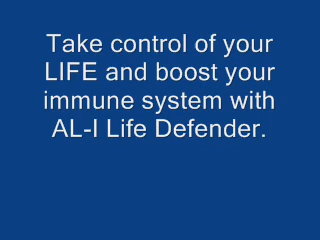 Take control of your
LIFE and boost your
immune system with
AL-I Life Defender.